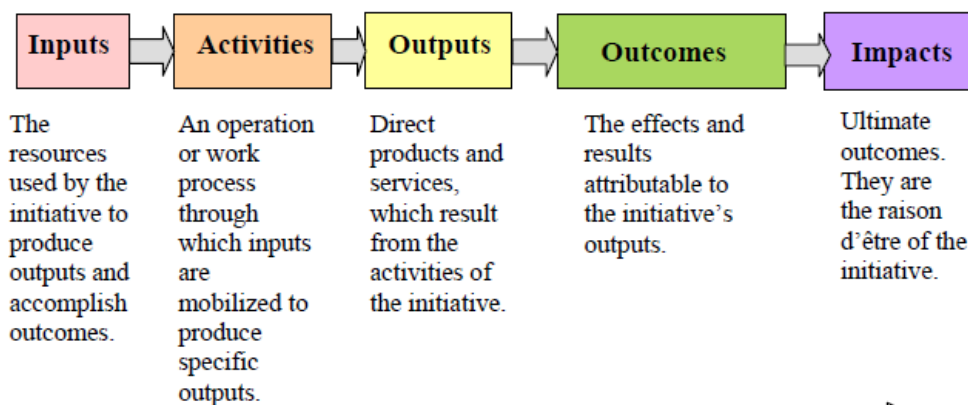 Inputs
Activities
Outputs
Outcomes
Impacts
The
resources
used by the
initiative to
produce
outputs and
accomplish
outcomes.
An operation
or work
process
through
which inputs
are
mobilized to
produce
specific
outputs.
Direct
products and
services,
which result
from the
activities of
the initiative.
The effects and
results
attributable to
the initiative’s
outputs.
Ultimate
outcomes.
They are
the raison
d’être of the
initiative.